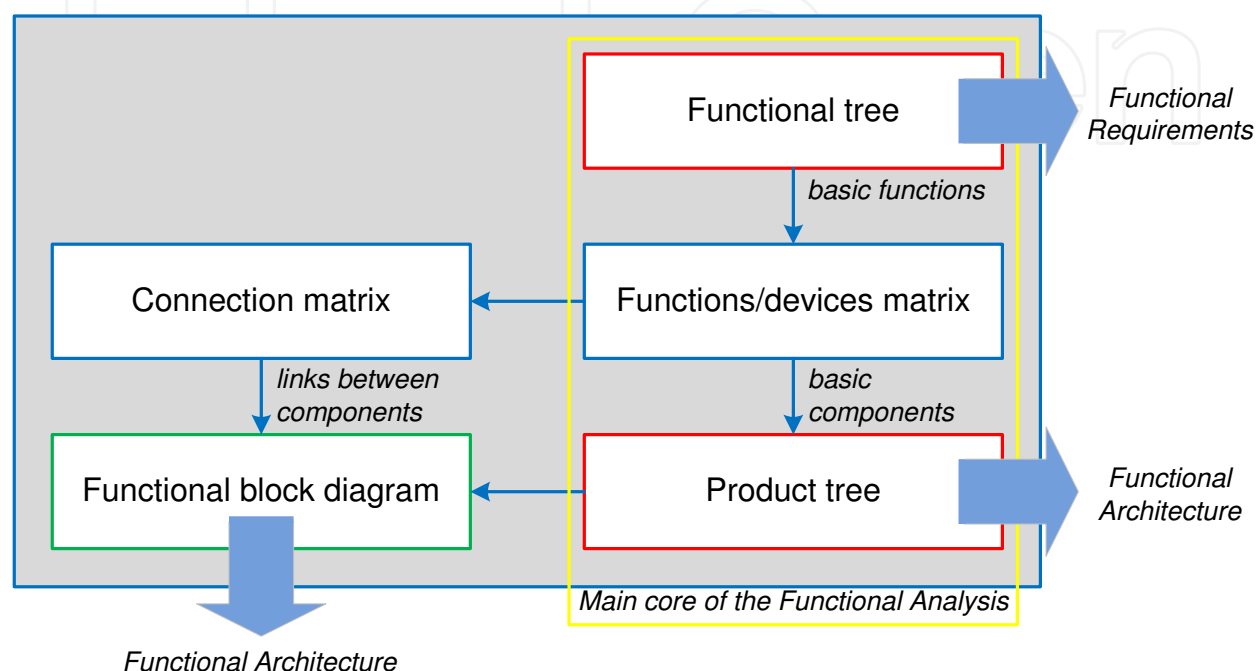 Functional tree
Functional
Requirements
basic functions
Connection matrix
Functions/devices matrix
links between
components
basic
components
Functional block diagram
Product tree
Functional
Architecture
Main core of the Functional Analysis
Functional Architecture